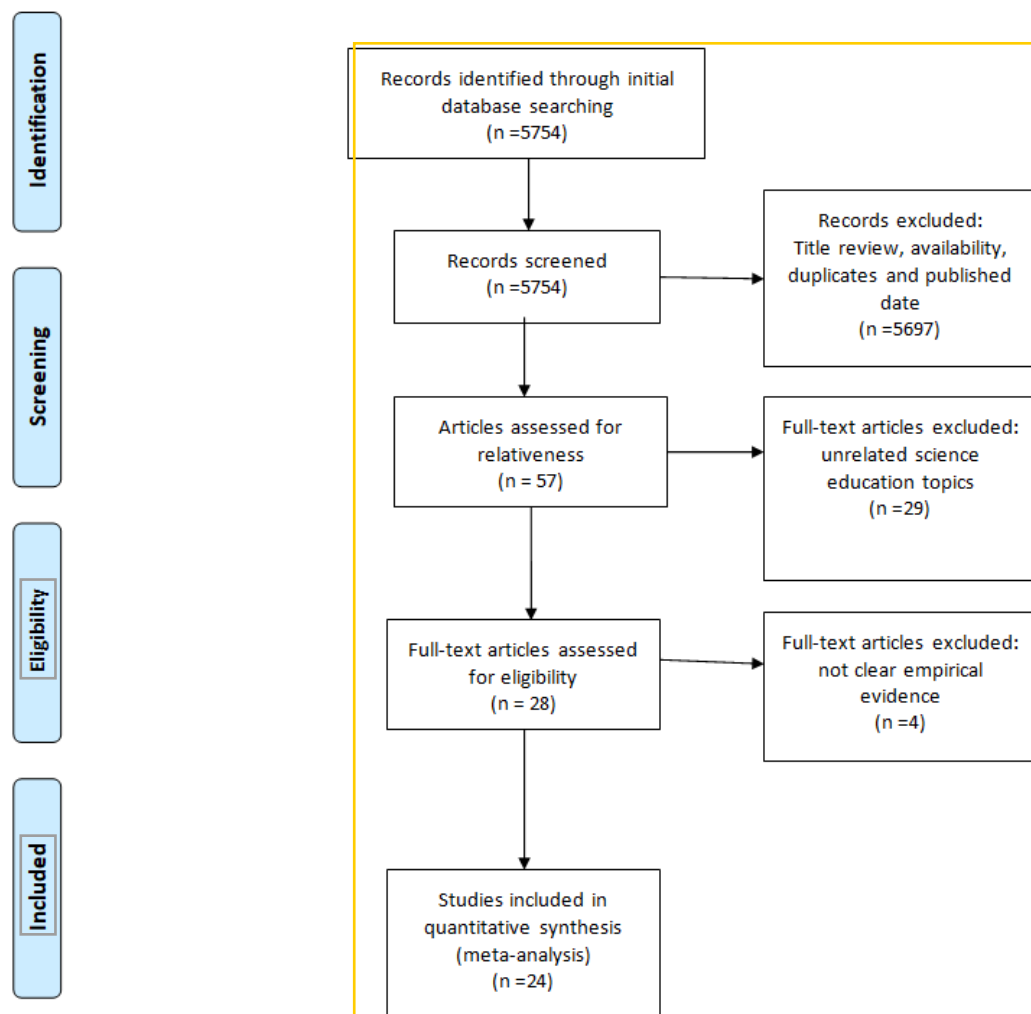 Identification
Records identified through initial
database searching
(n =5754)
Records excluded:
Title review, availability,
duplicates and published
date
(n =5697)
Screening
Records screened
(n =5754)
Articles assessed for
relativeness
(n = 57)
Full-text articles excluded:
unrelated science
education topics
(n =29)
Eligibility
Full-text articles assessed
for eligibility
(n = 28)
Full-text articles excluded:
not clear empirical
evidence
(n =4)
Included
Studies included in
quantitative synthesis
(meta-analysis)
(n =24)